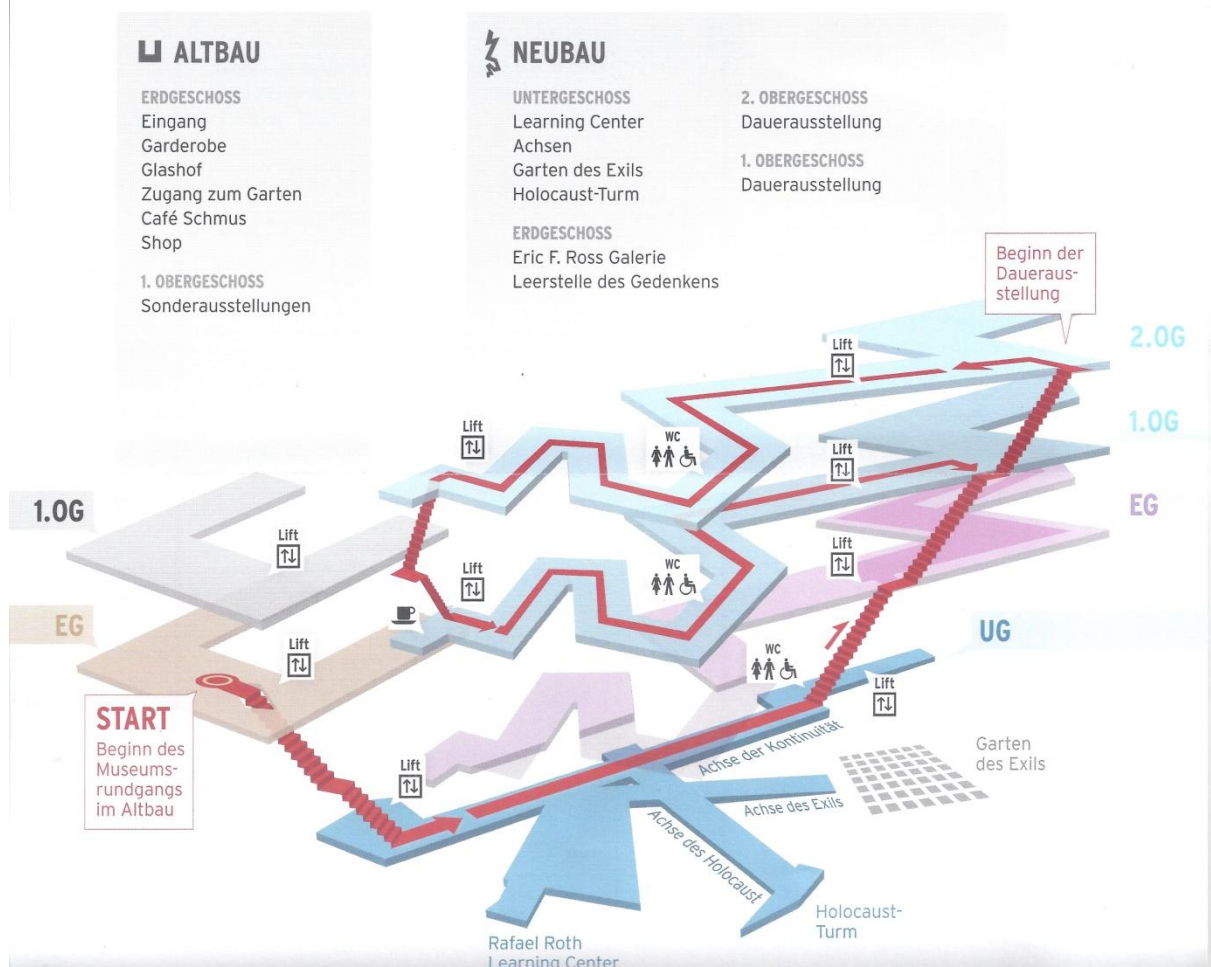 ALTBAU
ERDGESCHOSS
Eingang
Garderobe
Glashof
Zugang zum Garten
Café Schmus
Shop
1. OBERGESCHOSS
Sonderausstellungen
NEUBAU
UNTERGESCHOSS
Learning Center
Achsen
Garten des Exils
Holocaust-Turm
ERDGESCHOSS
Eric F. Ross Galerie
Leerstelle des Gedenkens
2. OBERGESCHOSS
Dauerausstellung
1. OBERGESCHOSS
Dauerausstellung
Beginn der
Daueraus-
stellung
2.OG
Lift
1.OG
Lift
WC
Lift
EG
1.OG
Lift
Lift
WC
Lift
EG
UG
Lift
WC
Lift
START
Beginn des
Museums-
rundgangs
im Altbau
Lift
Achse der Kontinuität
Garten
des Exils
Achse des Exils
Achse des Holocaust
Holocaust-
Turm
Rafael Roth
Learning Center